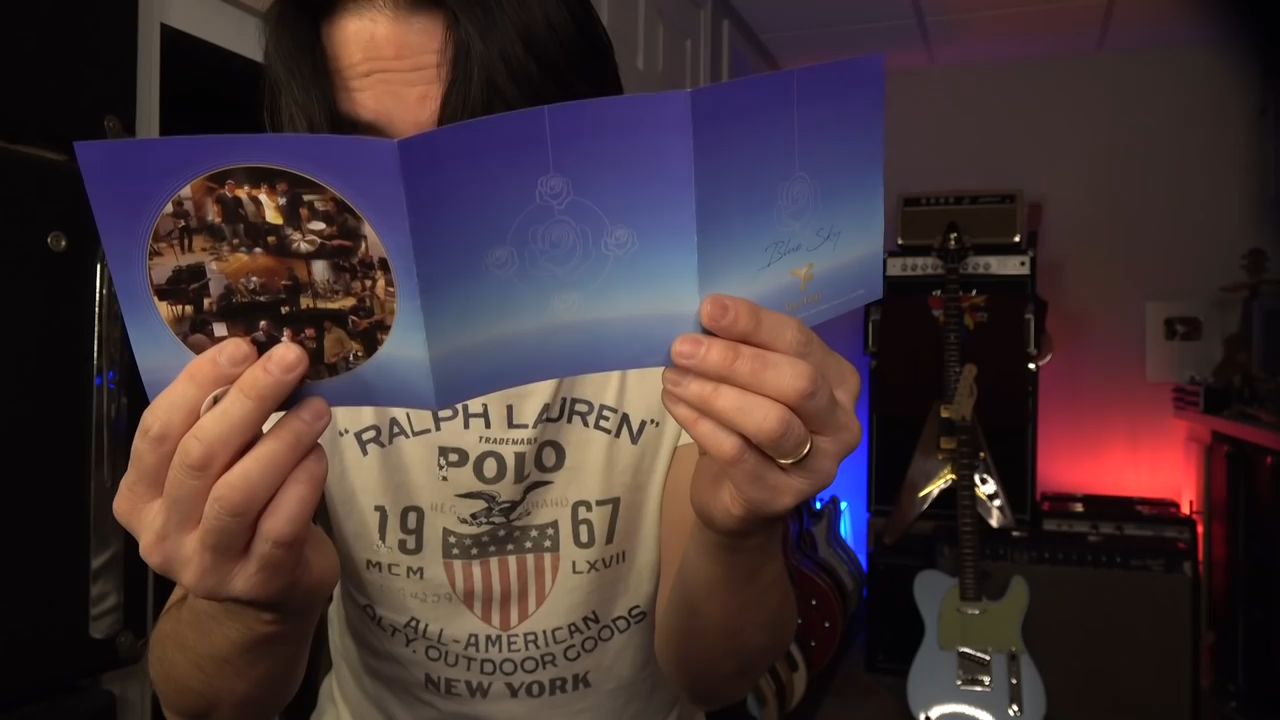 Blue Sky
"RALPH LAUREN"
TRADEMARK
POLO
19 67
MCM LXVII
ALL-AMERICAN
QLTY. OUTDOOR GOODS
NEW YORK